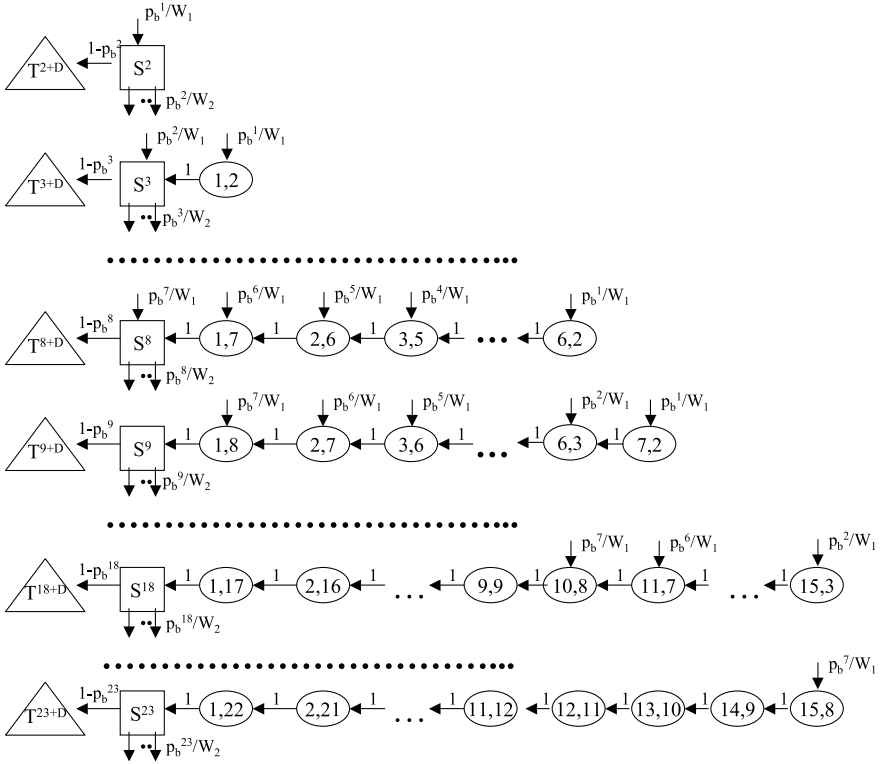 p_b^1/W_1
T^{2+D} 1-p_b^2 S^2
p_b^2/W_2
p_b^2/W_1 p_b^1/W_1
T^{3+D} 1-p_b^3 S^3 1 1,2
p_b^3/W_2
p_b^7/W_1 p_b^6/W_1 p_b^5/W_1 p_b^4/W_1 p_b^1/W_1
T^{8+D} 1-p_b^8 S^8 1 1,7 1 2,6 1 3,5 1 ... 1 6,2
p_b^8/W_2
p_b^7/W_1 p_b^6/W_1 p_b^5/W_1 p_b^2/W_1 p_b^1/W_1
T^{9+D} 1-p_b^9 S^9 1 1,8 1 2,7 1 3,6 1 ... 1 6,3 1 7,2
p_b^9/W_2
p_b^7/W_1 p_b^6/W_1 p_b^2/W_1
T^{18+D} 1-p_b^{18} S^{18} 1 1,17 1 2,16 1 ... 1 9,9 1 10,8 1 11,7 1 ... 1 15,3
p_b^{18}/W_2
p_b^7/W_1
T^{23+D} 1-p_b^{23} S^{23} 1 1,22 1 2,21 1 ... 1 11,12 1 12,11 1 13,10 1 14,9 1 15,8
p_b^{23}/W_2